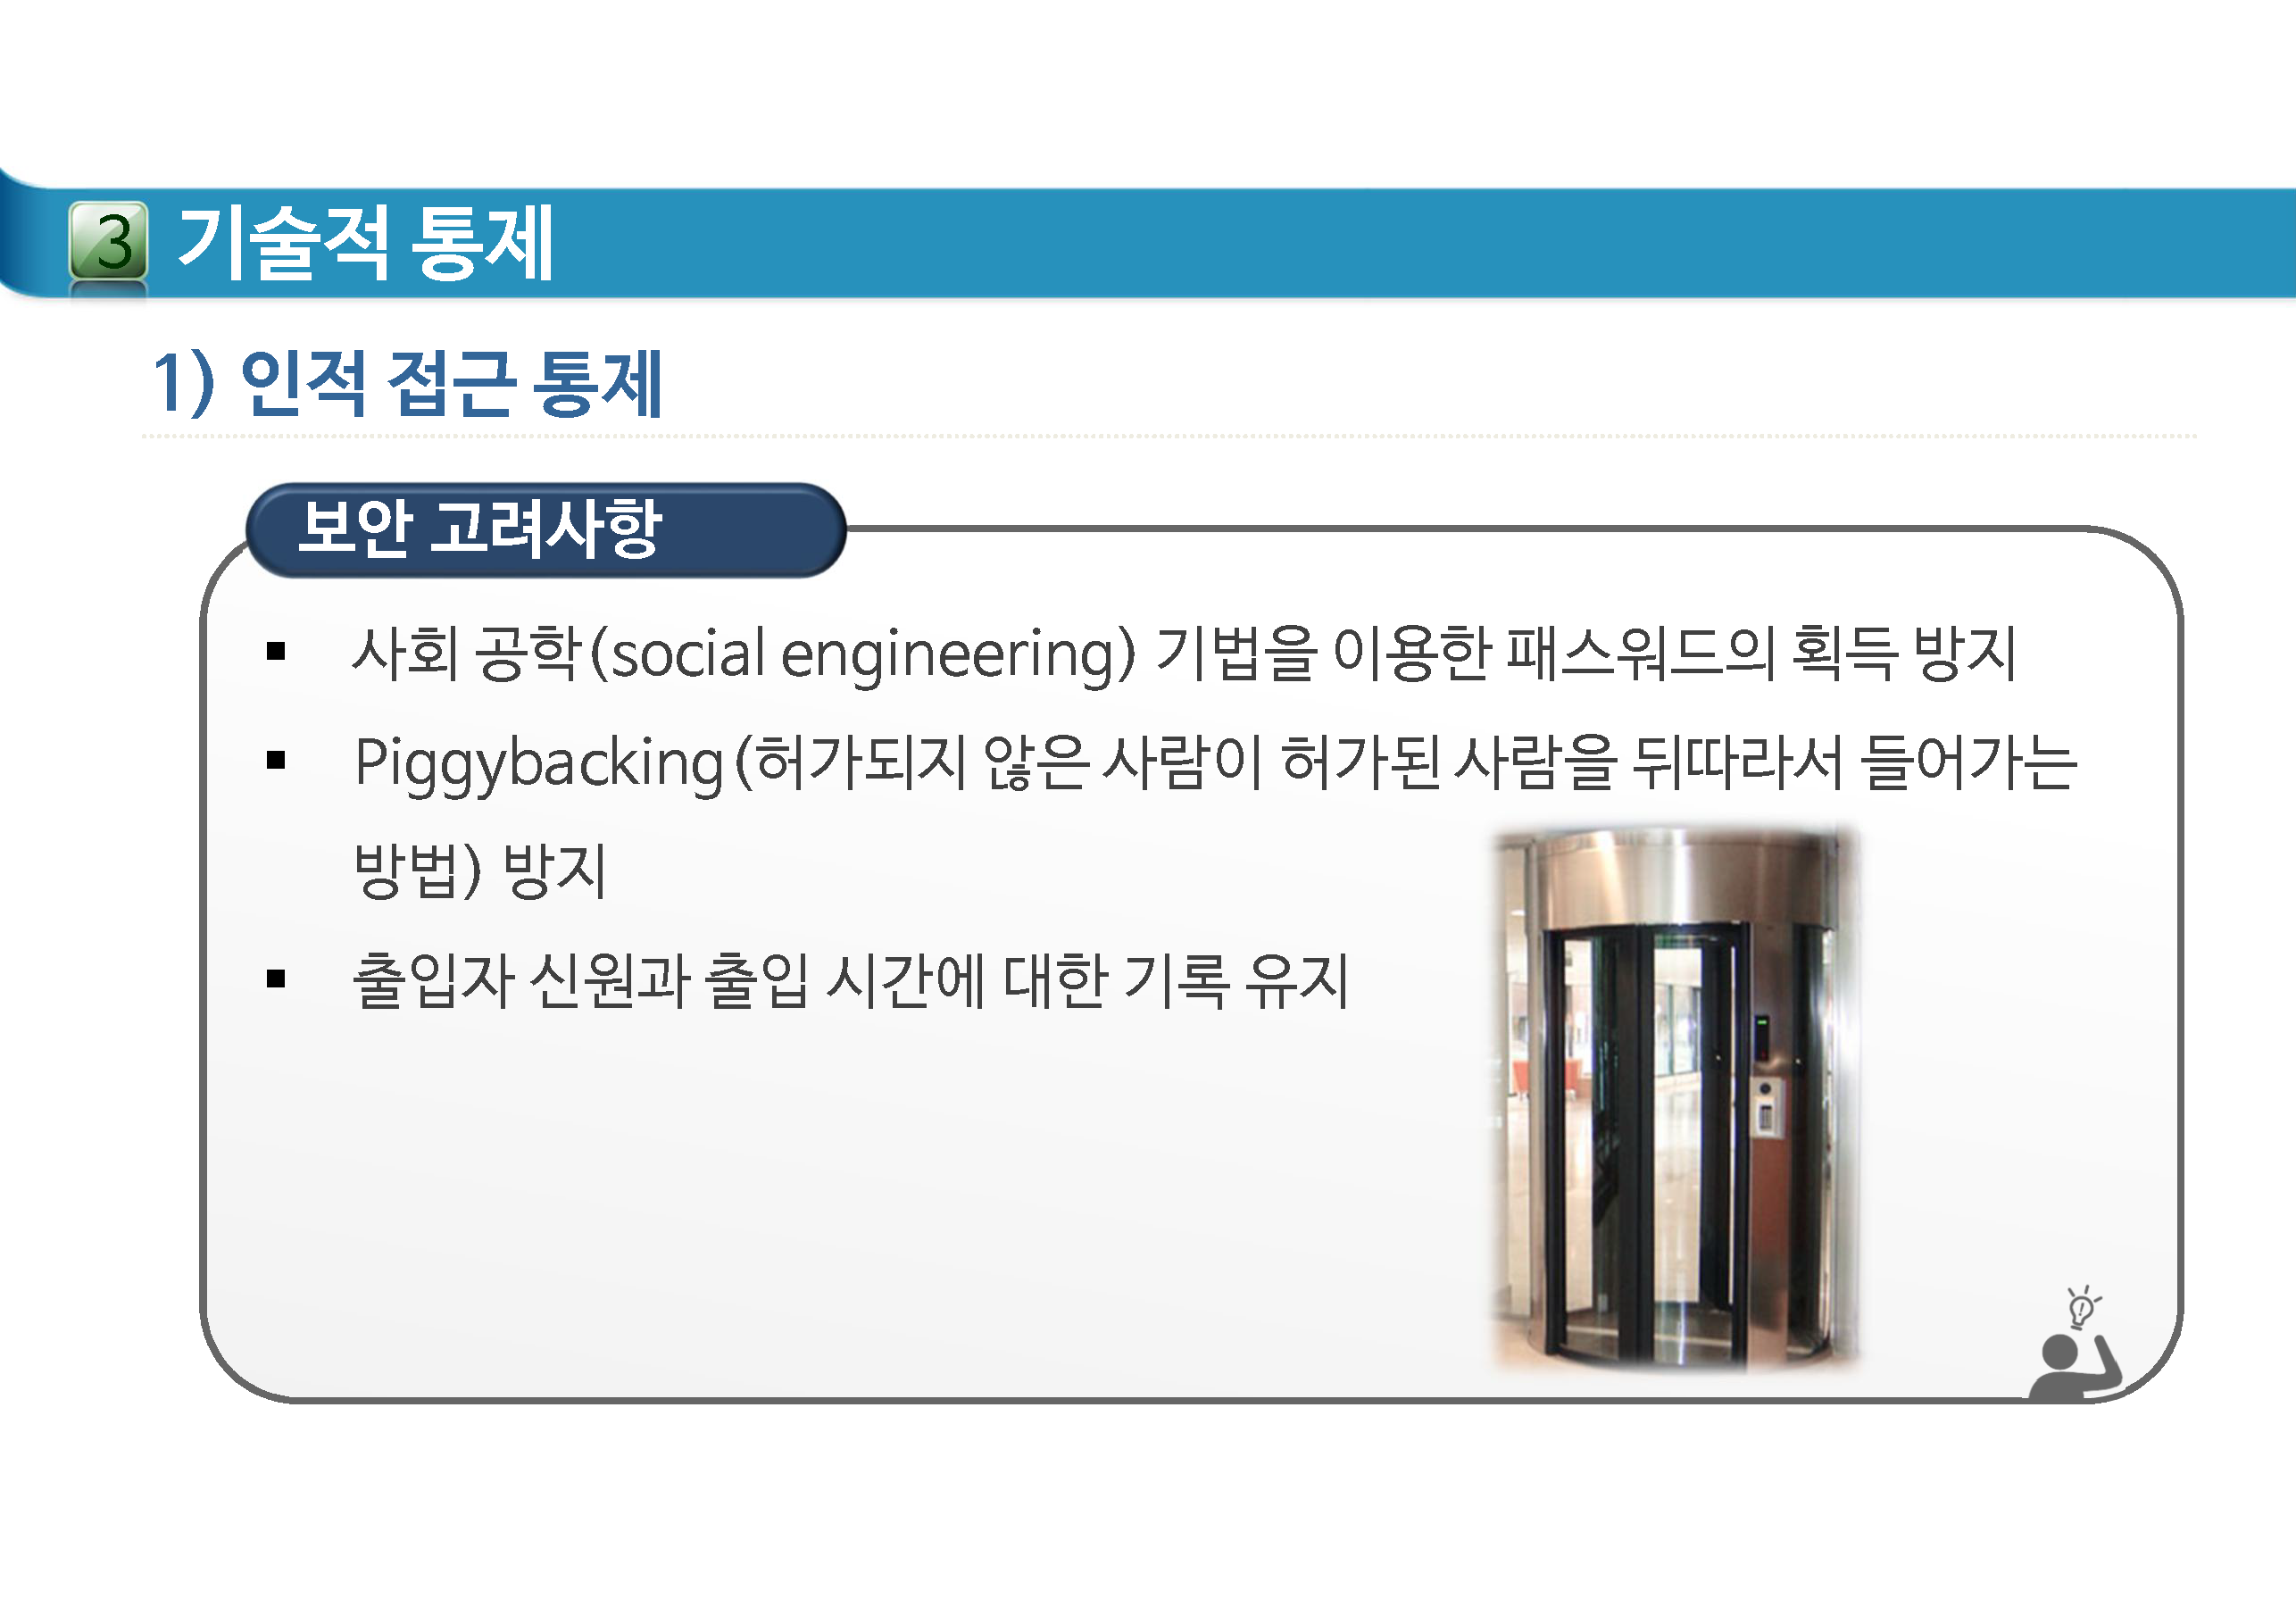 3 기술적 통제
1) 인적 접근 통제
보안 고려사항
▪ 사회 공학(social engineering) 기법을 이용한 패스워드의 획득 방지
▪ Piggybacking(허가되지 않은 사람이 허가된 사람을 뒤따라서 들어가는
방법) 방지
▪ 출입자 신원과 출입 시간에 대한 기록 유지